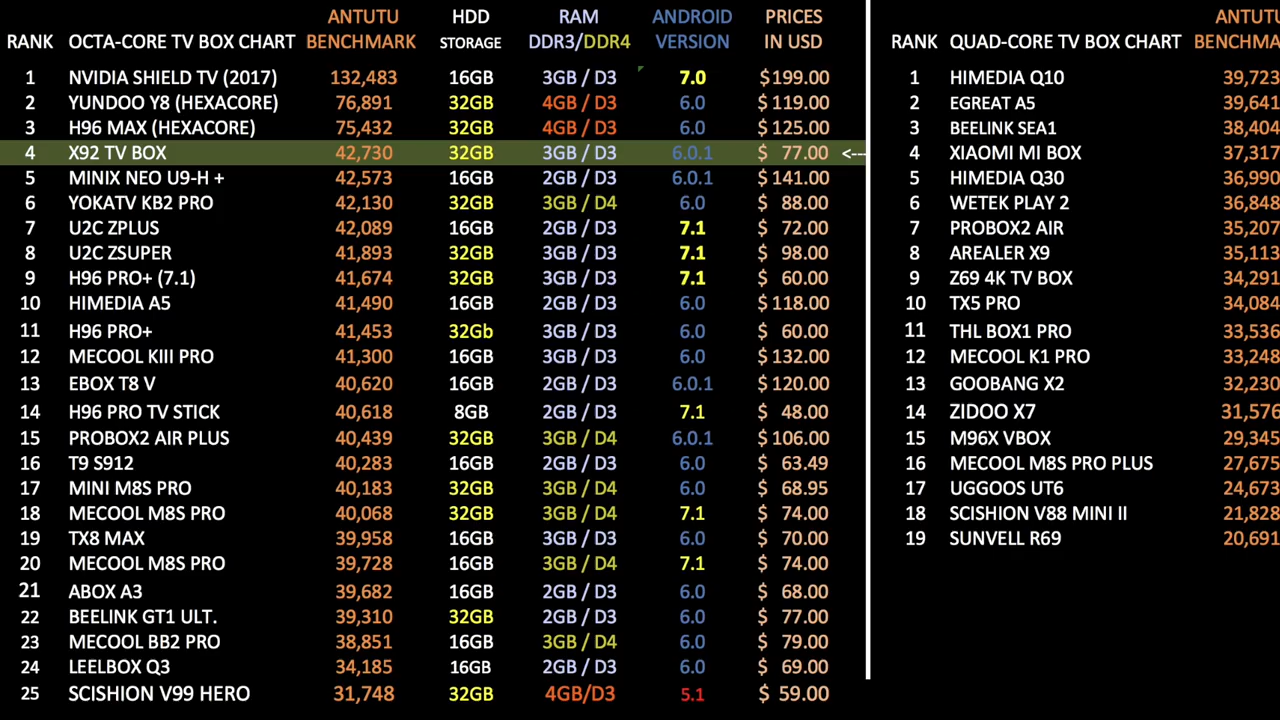 ANTUTU HDD RAM ANDROID PRICES ANTUTU
RANK OCTA-CORE TV BOX CHART BENCHMARK STORAGE DDR3/DDR4 VERSION IN USD RANK QUAD-CORE TV BOX CHART BENCHMA
1 NVIDIA SHIELD TV (2017) 132,483 16GB 3GB / D3 7.0 $199.00 1 HIMEDIA Q10 39,723
2 YUNDOO Y8 (HEXACORE) 76,891 32GB 4GB / D3 6.0 $119.00 2 EGREAT A5 39,641
3 H96 MAX (HEXACORE) 75,432 32GB 4GB / D3 6.0 $125.00 3 BEELINK SEA1 38,404
4 X92 TV BOX 42,730 32GB 3GB / D3 6.0.1 $ 77.00 <--- 4 XIAOMI MI BOX 37,317
5 MINIX NEO U9-H + 42,573 16GB 2GB / D3 6.0.1 $141.00 5 HIMEDIA Q30 36,990
6 YOKATV KB2 PRO 42,130 32GB 3GB / D4 6.0 $ 88.00 6 WETEK PLAY 2 36,848
7 U2C ZPLUS 42,089 16GB 2GB / D3 7.1 $ 72.00 7 PROBOX2 AIR 35,207
8 U2C ZSUPER 41,893 32GB 3GB / D3 7.1 $ 98.00 8 AREALER X9 35,113
9 H96 PRO+ (7.1) 41,674 32GB 3GB / D3 7.1 $ 60.00 9 Z69 4K TV BOX 34,291
10 HIMEDIA A5 41,490 16GB 2GB / D3 6.0 $118.00 10 TX5 PRO 34,084
11 H96 PRO+ 41,453 32Gb 3GB / D3 6.0 $ 60.00 11 THL BOX1 PRO 33,536
12 MECOOL KIII PRO 41,300 16GB 3GB / D3 6.0 $132.00 12 MECOOL K1 PRO 33,248
13 EBOX T8 V 40,620 16GB 2GB / D3 6.0.1 $120.00 13 GOOBANG X2 32,230
14 H96 PRO TV STICK 40,618 8GB 2GB / D3 7.1 $ 48.00 14 ZIDOO X7 31,576
15 PROBOX2 AIR PLUS 40,439 32GB 3GB / D4 6.0.1 $106.00 15 M96X VBOX 29,345
16 T9 S912 40,283 16GB 2GB / D3 6.0 $ 63.49 16 MECOOL M8S PRO PLUS 27,675
17 MINI M8S PRO 40,183 32GB 3GB / D4 6.0 $ 68.95 17 UGGOOS UT6 24,673
18 MECOOL M8S PRO 40,068 32GB 3GB / D4 7.1 $ 74.00 18 SCISHION V88 MINI II 21,828
19 TX8 MAX 39,958 16GB 3GB / D3 6.0 $ 70.00 19 SUNVELL R69 20,691
20 MECOOL M8S PRO 39,728 16GB 3GB / D4 7.1 $ 74.00
21 ABOX A3 39,682 16GB 2GB / D3 6.0 $ 68.00
22 BEELINK GT1 ULT. 39,310 32GB 2GB / D3 6.0 $ 77.00
23 MECOOL BB2 PRO 38,851 16GB 3GB / D4 6.0 $ 79.00
24 LEELBOX Q3 34,185 16GB 2GB / D3 6.0 $ 69.00
25 SCISHION V99 HERO 31,748 32GB 4GB/D3 5.1 $ 59.00